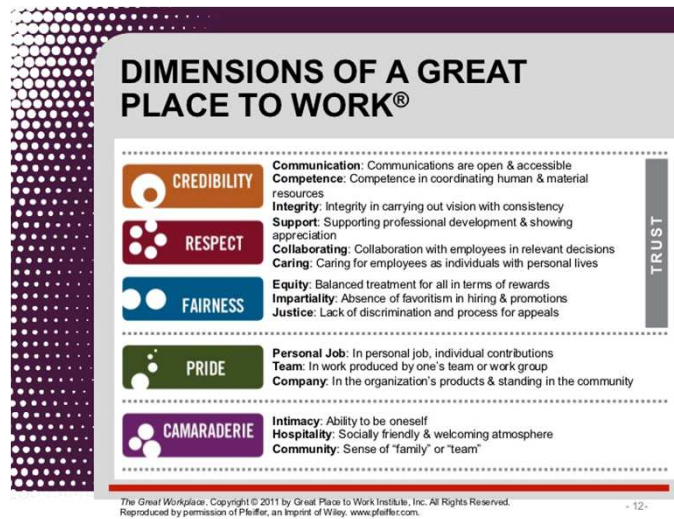 DIMENSIONS OF A GREAT
PLACE TO WORK®
CREDIBILITY
Communication: Communications are open & accessible
Competence: Competence in coordinating human & material
resources
Integrity: Integrity in carrying out vision with consistency
RESPECT
Support: Supporting professional development & showing
appreciation
Collaborating: Collaboration with employees in relevant decisions
Caring: Caring for employees as individuals with personal lives
FAIRNESS
Equity: Balanced treatment for all in terms of rewards
Impartiality: Absence of favoritism in hiring & promotions
Justice: Lack of discrimination and process for appeals
TRUST
PRIDE
Personal Job: In personal job, individual contributions
Team: In work produced by one's team or work group
Company: In the organization's products & standing in the community
CAMARADERIE
Intimacy: Ability to be oneself
Hospitality: Socially friendly & welcoming atmosphere
Community: Sense of “family” or “team”
The Great Workplace. Copyright © 2011 by Great Place to Work Institute, Inc. All Rights Reserved.
Reproduced by permission of Pfeiffer, an Imprint of Wiley. www.pfeiffer.com.
- 12-